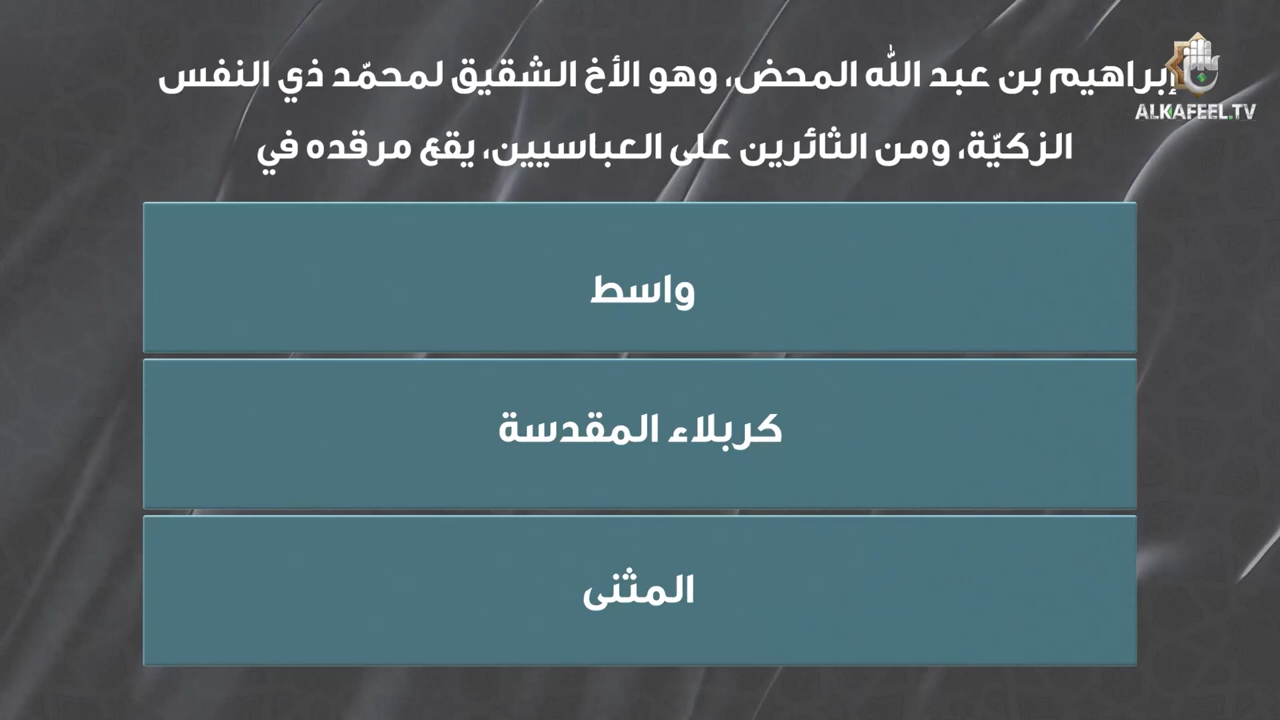 إبراهيم بن عبد الله المحض، وهو الأخ الشقيق لمحمّد ذي النفس
الزكيّة، ومن الثائرين على العباسيين، يقع مرقده في
واسط
كربلاء المقدسة
المثنى
ALKAFEEL.TV